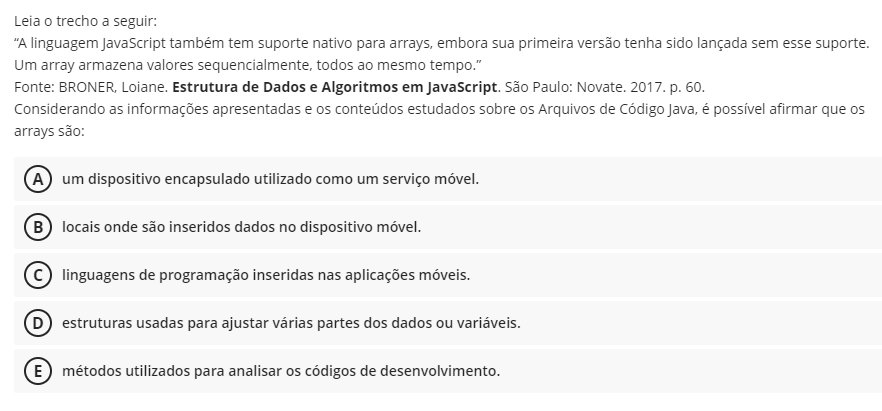 Leia o trecho a seguir:
“A linguagem JavaScript também tem suporte nativo para arrays, embora sua primeira versão tenha sido lançada sem esse suporte.
Um array armazena valores sequencialmente, todos ao mesmo tempo.”
Fonte: BRONER, Loiane. Estrutura de Dados e Algoritmos em JavaScript. São Paulo: Novate. 2017. p. 60.
Considerando as informações apresentadas e os conteúdos estudados sobre os Arquivos de Código Java, é possível afirmar que os
arrays são:
A um dispositivo encapsulado utilizado como um serviço móvel.
B locais onde são inseridos dados no dispositivo móvel.
C linguagens de programação inseridas nas aplicações móveis.
D estruturas usadas para ajustar várias partes dos dados ou variáveis.
E métodos utilizados para analisar os códigos de desenvolvimento.